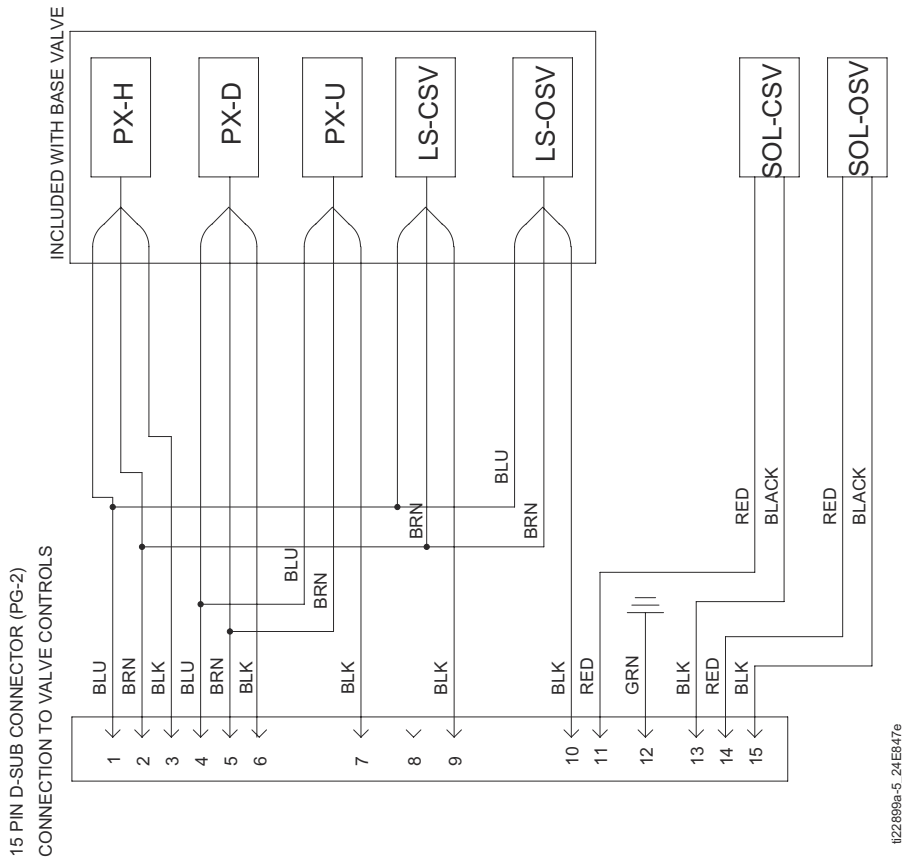 15 PIN D-SUB CONNECTOR (PG-2)
CONNECTION TO VALVE CONTROLS
INCLUDED WITH BASE VALVE
PX-H
PX-D
PX-U
LS-CSV
LS-OSV
SOL-CSV
SOL-OSV
BLU
BRN
BLU
BRN
BRN
RED
BLACK
RED
BLACK
BLU
BRN
BLK
BLU
BRN
BLK
BLK
BLK
BLK
RED
GRN
BLK
RED
BLK
1
2
3
4
5
6
7
8
9
10
11
12
13
14
15
ti22899a-5_24E847e